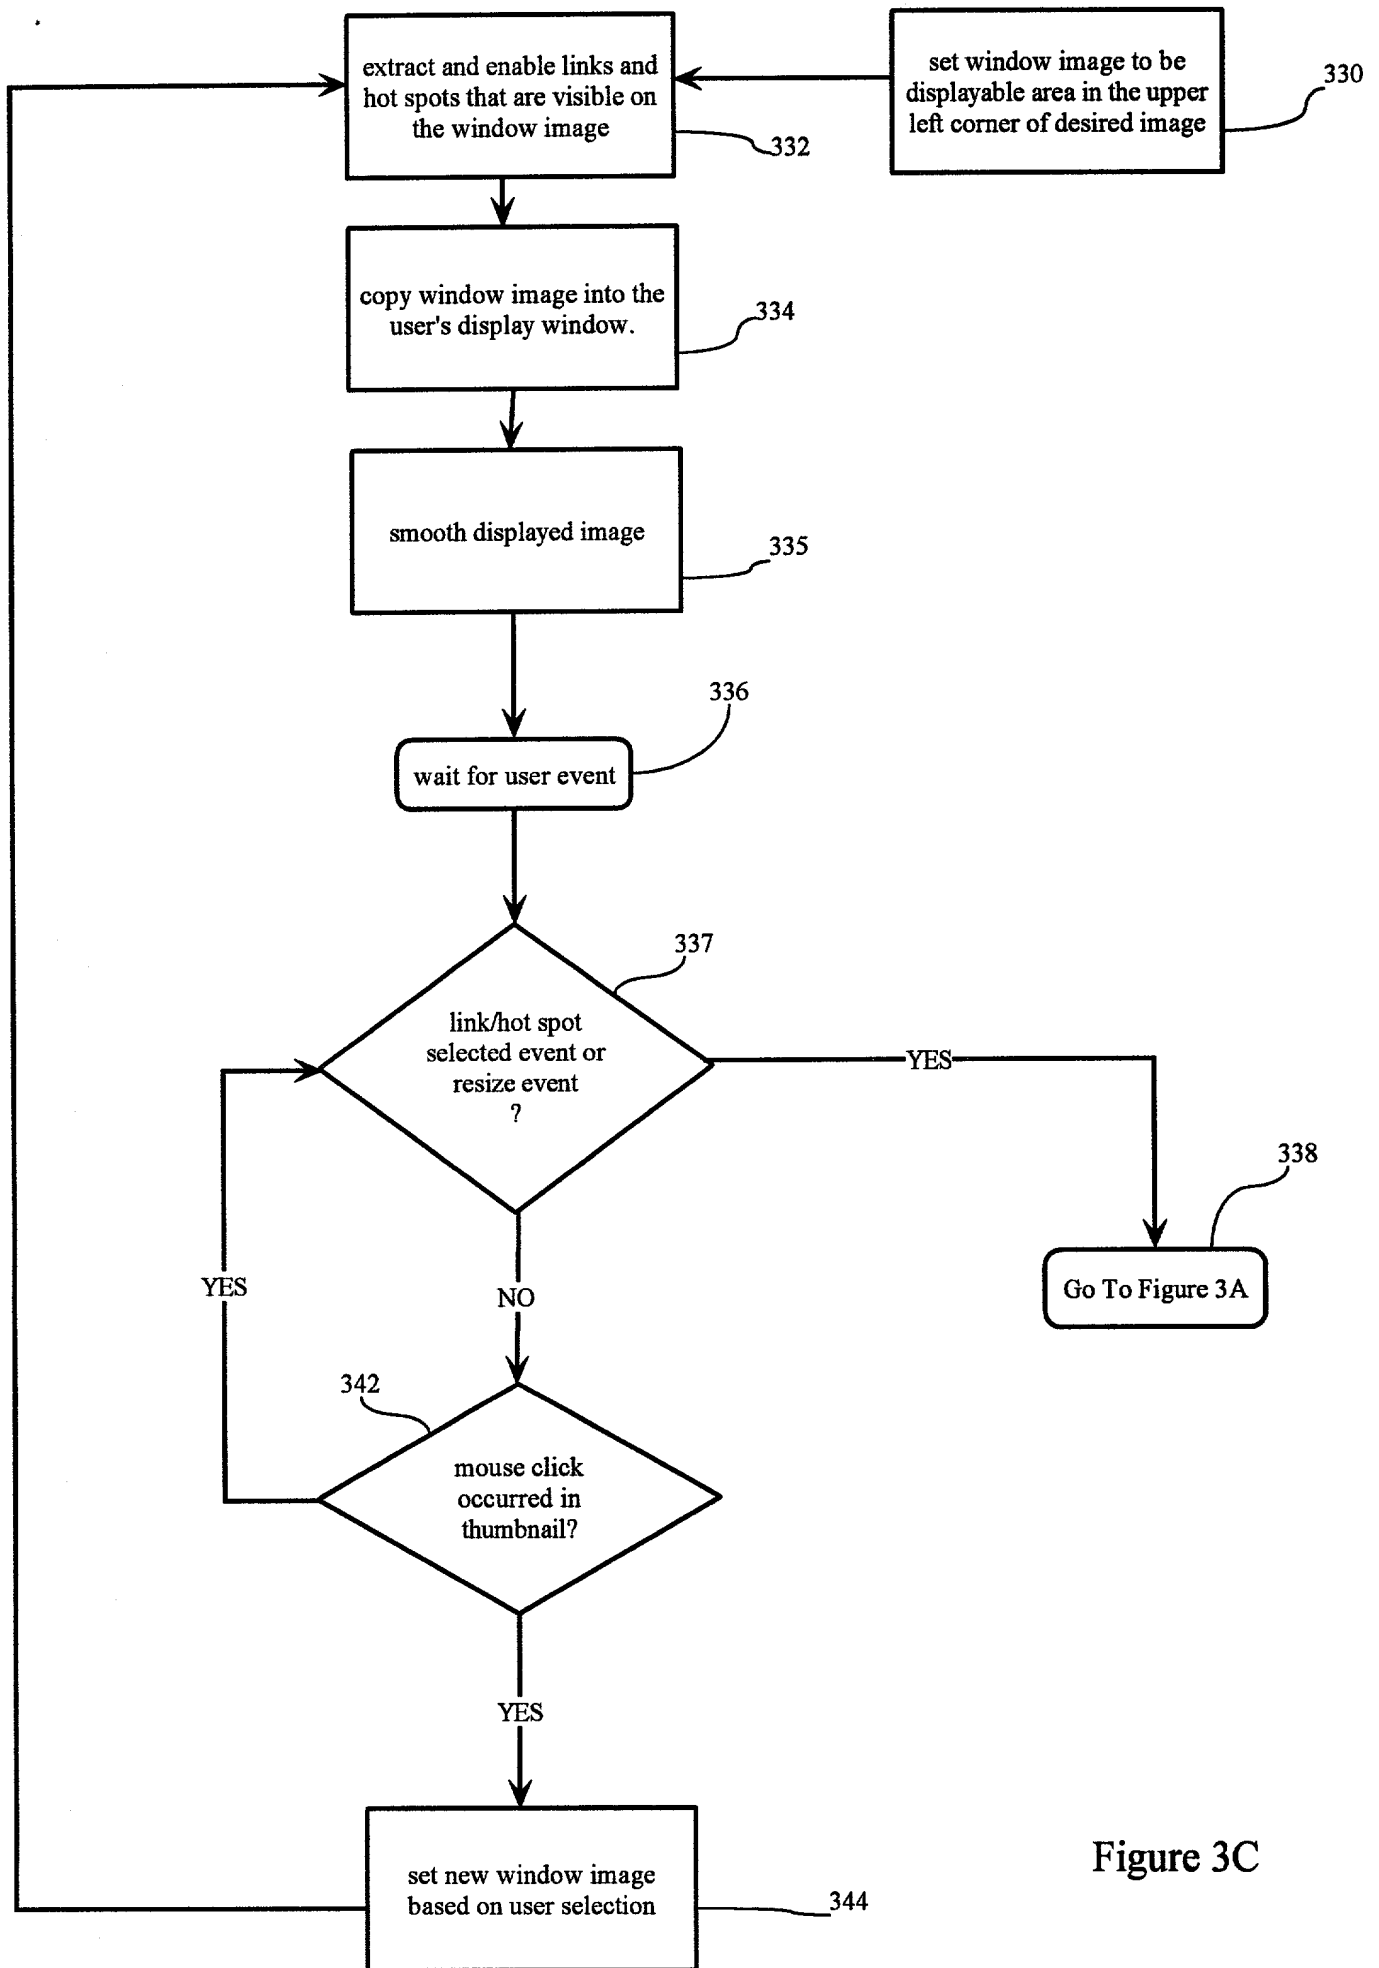 extract and enable links and
hot spots that are visible on
the window image
332
set window image to be
displayable area in the upper
left corner of desired image
330
copy window image into the
user's display window.
334
smooth displayed image
335
wait for user event
336
link/hot spot
selected event or
resize event
?
337
YES
338
Go To Figure 3A
YES
NO
342
mouse click
occurred in
thumbnail?
YES
set new window image
based on user selection
344
Figure 3C